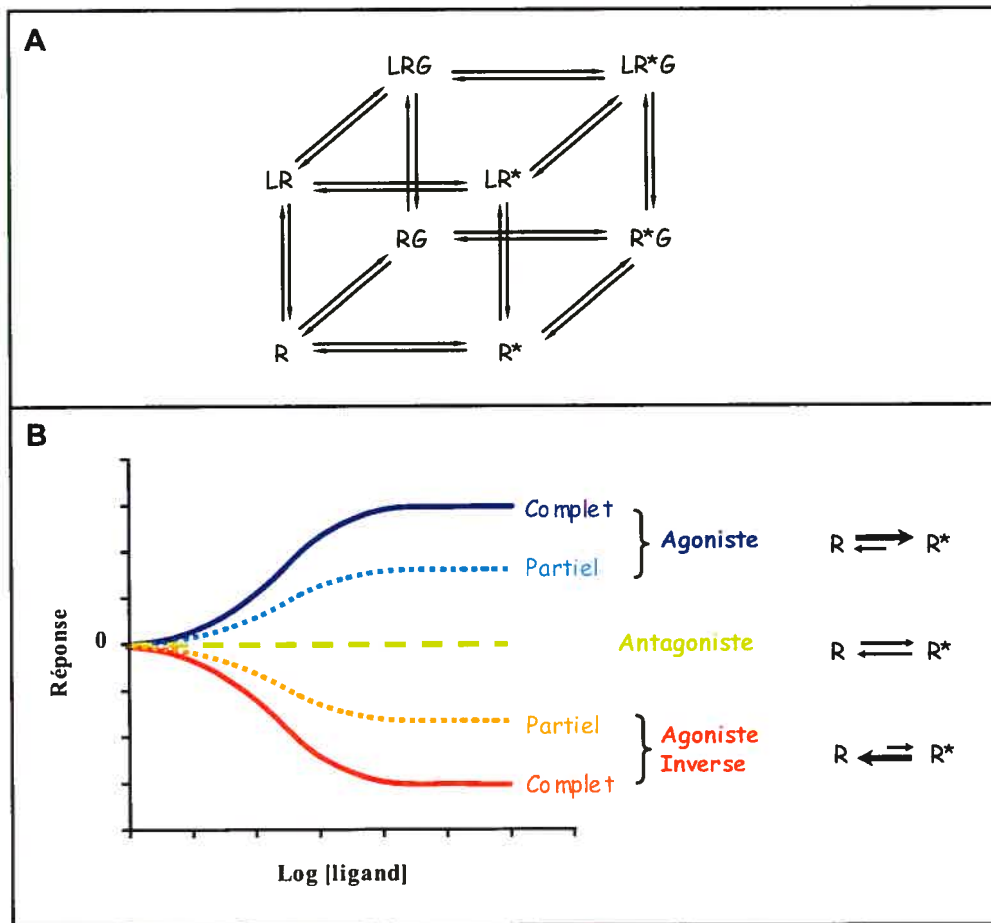 A
LRG LR*G
LR LR*
RG R*G
R R*
B
Complet
Agoniste
R R*
Partiel
0
Antagoniste
R R*
Réponse
Partiel
Agoniste
Inverse
R R*
Complet
Log [ligand]